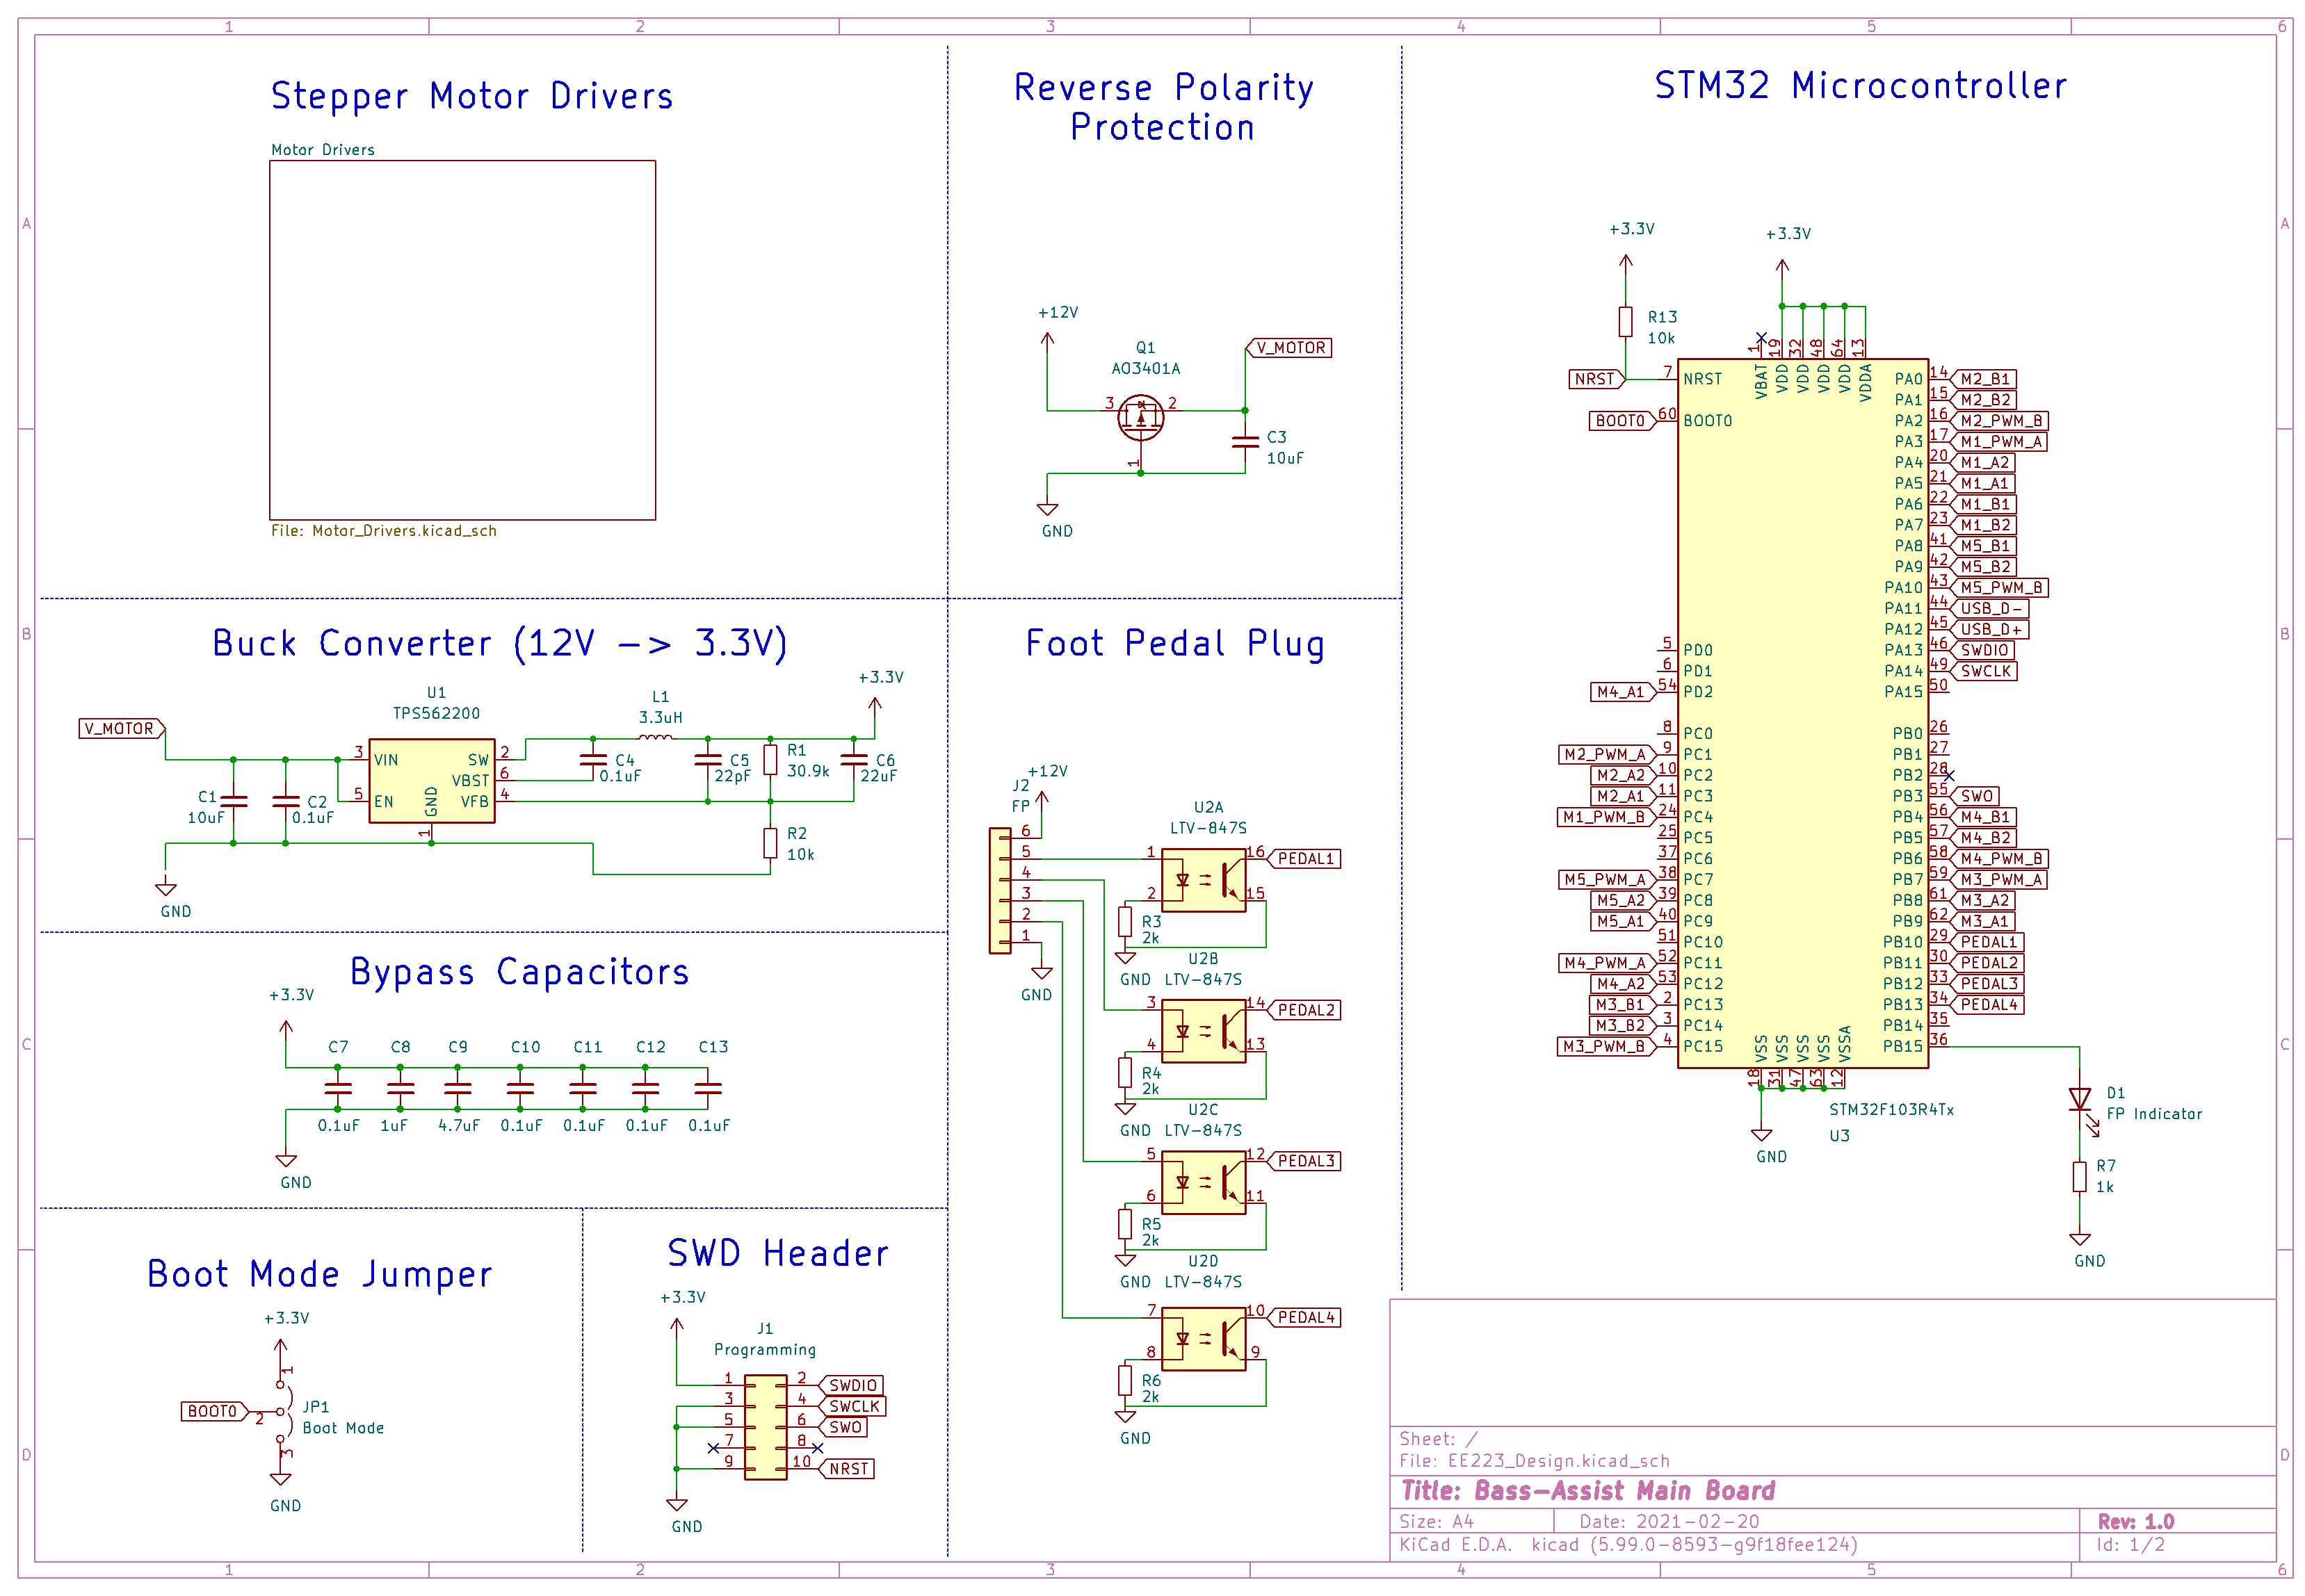 1 2 3 4 5 6
A
B
C
D
Stepper Motor Drivers
Motor Drivers
File: Motor_Drivers.kicad_sch
Reverse Polarity
Protection
+12V
Q1
AO3401A
3
2
1
V_MOTOR
C3
10uF
GND
Buck Converter (12V -> 3.3V)
V_MOTOR
C1
10uF
C2
0.1uF
U1
TPS562200
3 VIN
5 EN
GND
1
SW 2
VBST 6
VFB 4
C4
0.1uF
L1
3.3uH
C5
22pF
R1
30.9k
C6
22uF
+3.3V
R2
10k
GND
Bypass Capacitors
+3.3V
C7 C8 C9 C10 C11 C12 C13
0.1uF 1uF 4.7uF 0.1uF 0.1uF 0.1uF 0.1uF
GND
Boot Mode Jumper
+3.3V
1
BOOT0
2
JP1
Boot Mode
3
GND
SWD Header
+3.3V
J1
Programming
1 2 SWDIO
3 4 SWCLK
5 6 SWO
7 8
9 10 NRST
GND
Foot Pedal Plug
+12V
J2
FP
6
5
4
3
2
1
GND
U2A
LTV-847S
1 16 PEDAL1
2 15
R3
2k
GND
U2B
LTV-847S
3 14 PEDAL2
4 13
R4
2k
GND
U2C
LTV-847S
5 12 PEDAL3
6 11
R5
2k
GND
U2D
LTV-847S
7 10 PEDAL4
8 9
R6
2k
GND
STM32 Microcontroller
+3.3V
+3.3V
R13
10k
1 19 32 48 64 13
VBAT VDD VDD VDD VDD VDDA
NRST 7 NRST
BOOT0 60 BOOT0
5 PD0
6 PD1
M4_A1 54 PD2
8 PC0
M2_PWM_A 9 PC1
M2_A2 10 PC2
M2_A1 11 PC3
M1_PWM_B 24 PC4
25 PC5
37 PC6
M5_PWM_A 38 PC7
M5_A2 39 PC8
M5_A1 40 PC9
51 PC10
M4_PWM_A 52 PC11
M4_A2 53 PC12
M3_B1 2 PC13
M3_B2 3 PC14
M3_PWM_B 4 PC15
PA0 14 M2_B1
PA1 15 M2_B2
PA2 16 M2_PWM_B
PA3 17 M1_PWM_A
PA4 20 M1_A2
PA5 21 M1_A1
PA6 22 M1_B1
PA7 23 M1_B2
PA8 41 M5_B1
PA9 42 M5_B2
PA10 43 M5_PWM_B
PA11 44 USB_D-
PA12 45 USB_D+
PA13 46 SWDIO
PA14 49 SWCLK
PA15 50
PB0 26
PB1 27
PB2 28
PB3 55 SWO
PB4 56 M4_B1
PB5 57 M4_B2
PB6 58 M4_PWM_B
PB7 59 M3_PWM_A
PB8 61 M3_A2
PB9 62 M3_A1
PB10 29 PEDAL1
PB11 30 PEDAL2
PB12 33 PEDAL3
PB13 34 PEDAL4
PB14 35
PB15 36
VSS VSS VSS VSS VSSA
18 31 47 63 12
STM32F103R4Tx
U3
GND
D1
FP Indicator
R7
1k
GND
Sheet: /
File: EE223_Design.kicad_sch
Title: Bass-Assist Main Board
Size: A4 Date: 2021-02-20 Rev: 1.0
KiCad E.D.A. kicad (5.99.0-8593-g9f18fee124) Id: 1/2
A
B
C
D
1 2 3 4 5 6